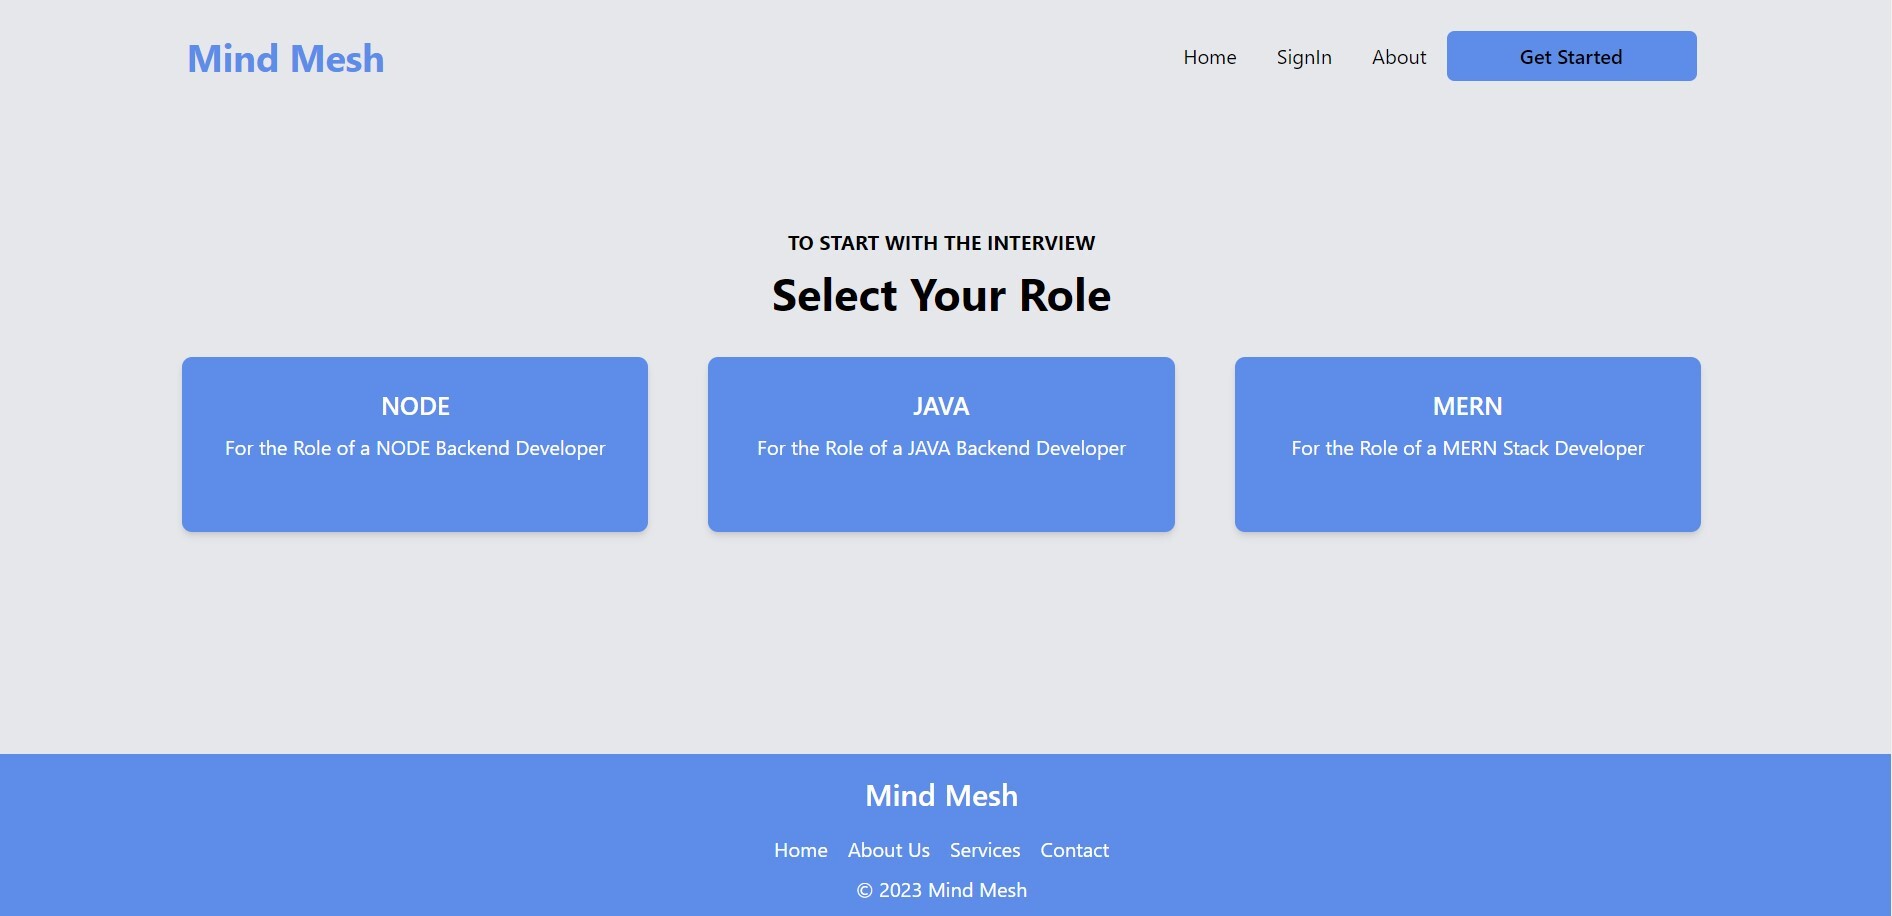 Mind Mesh
Home SignIn About Get Started
TO START WITH THE INTERVIEW
Select Your Role
NODE
For the Role of a NODE Backend Developer
JAVA
For the Role of a JAVA Backend Developer
MERN
For the Role of a MERN Stack Developer
Mind Mesh
Home About Us Services Contact
© 2023 Mind Mesh